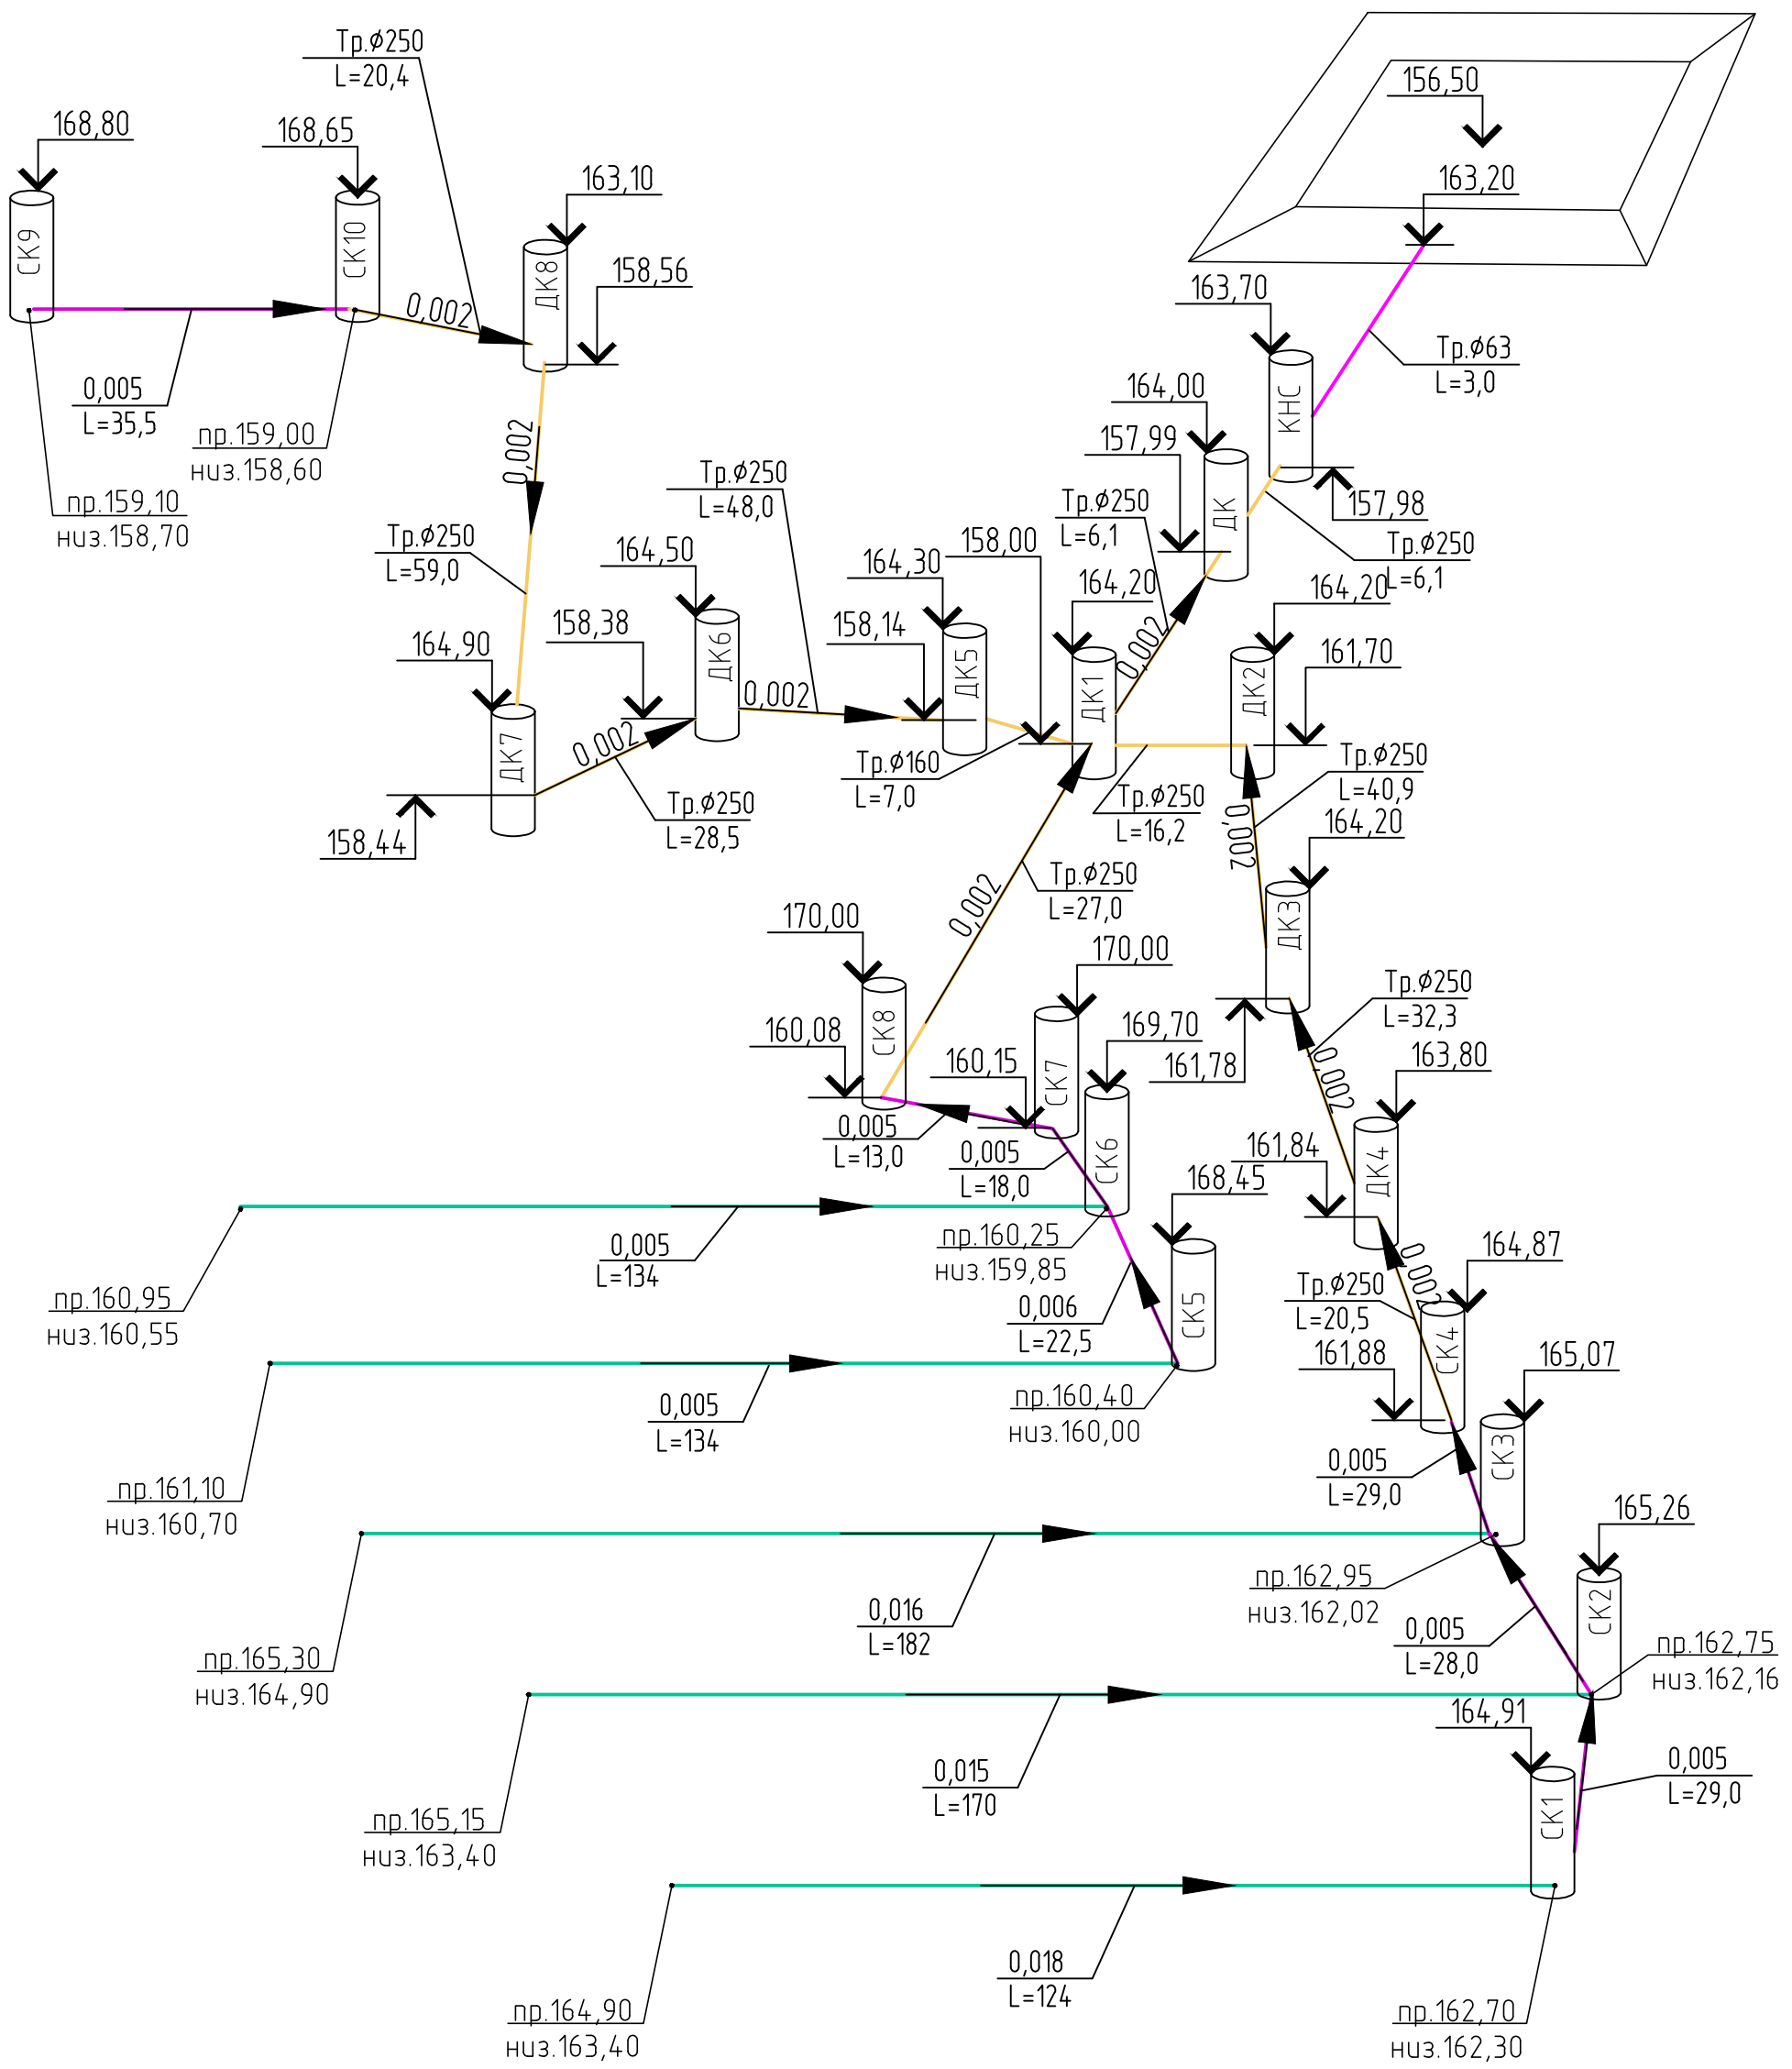 Тр.Ø250
L=20,4
156,50
168,80
168,65
163,10
163,20
СК9
СК10
ДК8
158,56
163,70
0,002
Тр.Ø63
L=3,0
0,005
L=35,5
164,00
КНС
пр.159,00
низ.158,60
0,002
157,99
пр.159,10
низ.158,70
Тр.Ø250
L=48,0
Тр.Ø250
L=6,1
ДК
157,98
Тр.Ø250
L=59,0
164,50
164,30
158,00
Тр.Ø250
L=6,1
164,20
164,20
158,38
158,14
164,90
ДК6
ДК5
0,002
ДК1
ДК2
161,70
0,002
0,002
ДК7
Тр.Ø160
L=7,0
Тр.Ø250
L=40,9
Тр.Ø250
L=28,5
Тр.Ø250
L=16,2
0,002
164,20
158,44
Тр.Ø250
L=27,0
0,002
ДК3
170,00
170,00
Тр.Ø250
L=32,3
СК8
160,08
169,70
163,80
160,15
161,78
0,002
СК7
0,005
L=13,0
0,005
L=18,0
СК6
161,84
ДК4
168,45
0,005
L=134
пр.160,25
низ.159,85
164,87
0,002
Тр.Ø250
L=20,5
пр.160,95
низ.160,55
0,006
L=22,5
СК5
СК4
161,88
165,07
0,005
L=134
пр.160,40
низ.160,00
СК3
0,005
L=29,0
пр.161,10
низ.160,70
165,26
пр.162,95
низ.162,02
0,016
L=182
СК2
0,005
L=28,0
пр.165,30
низ.164,90
пр.162,75
низ.162,16
164,91
0,015
L=170
0,005
L=29,0
пр.165,15
низ.163,40
СК1
0,018
L=124
пр.164,90
низ.163,40
пр.162,70
низ.162,30